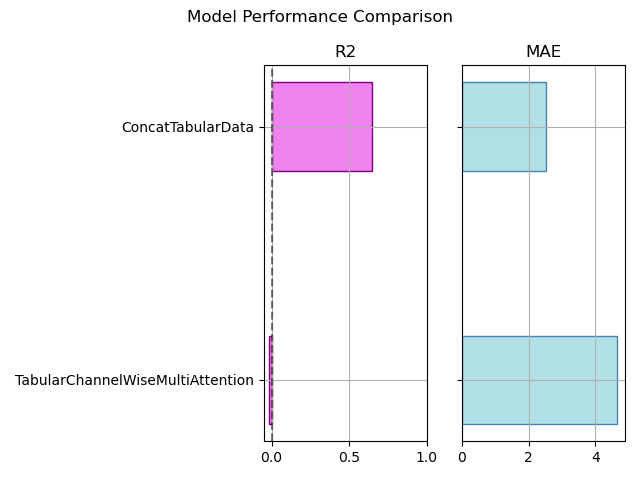 Model Performance Comparison
R2
MAE
ConcatTabularData
TabularChannelWiseMultiAttention
0.0 0.5 1.0
0 2 4